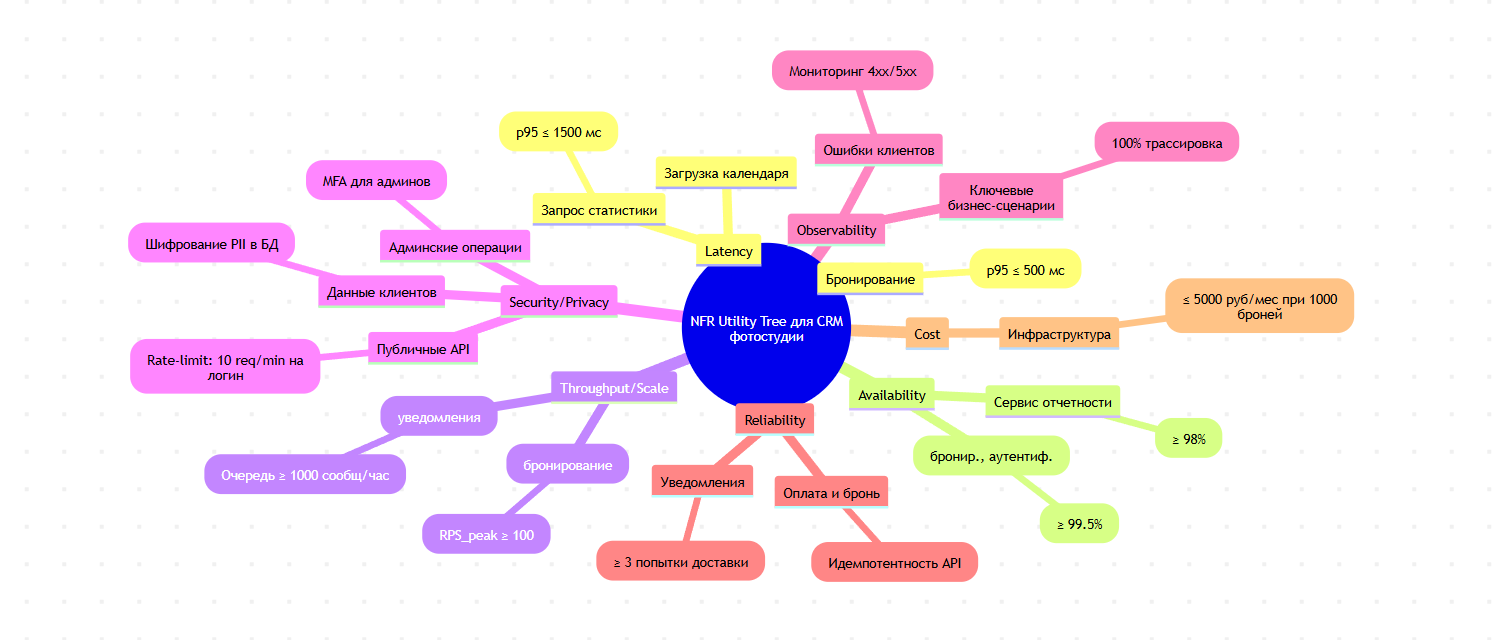 Мониторинг 4xx/5xx
p95 ≤ 1500 мс
100% трассировка
Ошибки клиентов
Загрузка календаря
MFA для админов
Ключевые
бизнес-сценарии
Запрос статистики
Observability
Шифрование PII в БД
Админские операции
Latency
p95 ≤ 500 мс
Бронирование
Данные клиентов
Security/Privacy
≤ 5000 руб/мес при 1000
броней
NFR Utility Tree для CRM
фотостудии
Cost
Инфраструктура
Публичные API
Rate-limit: 10 req/min на
логин
Throughput/Scale
Availability
Сервис отчетности
уведомления
Reliability
≥ 98%
бронир., аутентиф.
бронирование
Очередь ≥ 1000 сообщ/час
Уведомления
Оплата и бронь
≥ 99.5%
RPS_peak ≥ 100
≥ 3 попытки доставки
Идемпотентность API